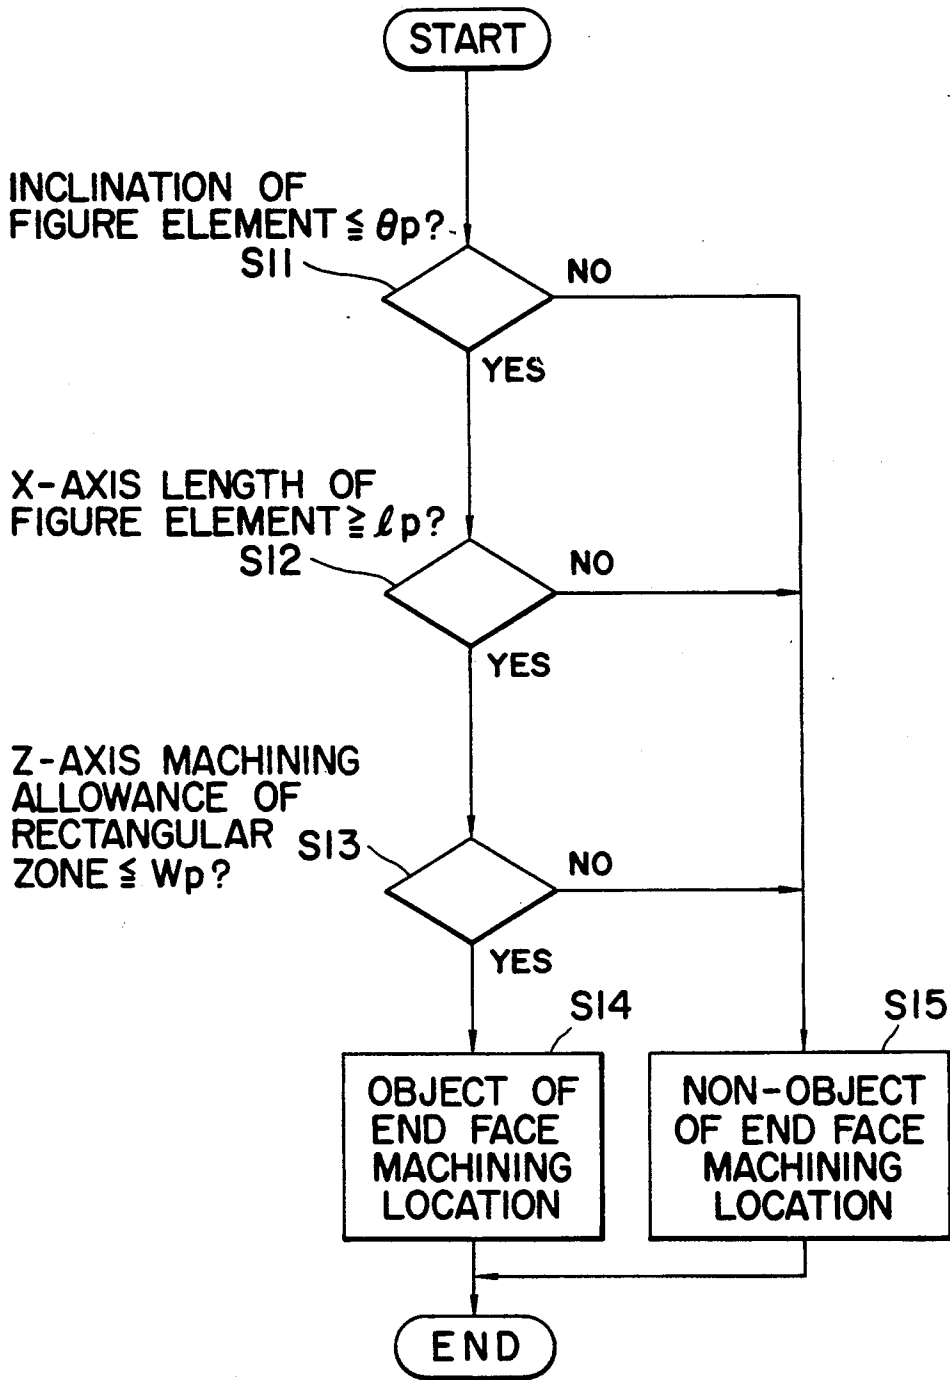 START
INCLINATION OF
FIGURE ELEMENT ≦ θp?
S11
NO
YES
X-AXIS LENGTH OF
FIGURE ELEMENT ≧ ℓp?
S12
NO
YES
Z-AXIS MACHINING
ALLOWANCE OF
RECTANGULAR
ZONE ≦ Wp?
S13
NO
YES
S14
OBJECT OF
END FACE
MACHINING
LOCATION
S15
NON-OBJECT
OF END FACE
MACHINING
LOCATION
END